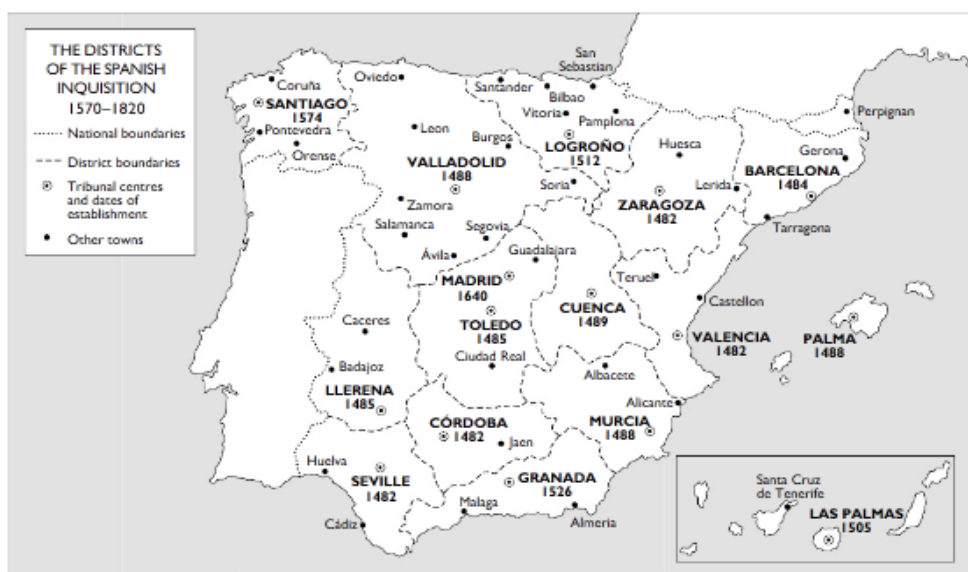 THE DISTRICTS
OF THE SPANISH
INQUISITION
1570–1820
National boundaries
District boundaries
Tribunal centres
and dates of
establishment
Other towns
Coruña
SANTIAGO
1574
Pontevedra
Orense
Oviedo
Leon
Santander
Burgos
VALLADOLID
1488
Zamora
Salamanca
Segovia
Ávila
San
Sebastian
Bilbao
Vitoria
Pamplona
LOGROÑO
1512
Soria
Huesca
ZARAGOZA
1482
Lerida
Perpignan
Gerona
BARCELONA
1484
Tarragona
Guadalajara
MADRID
1640
TOLEDO
1485
Ciudad Real
CUENCA
1489
Teruel
Castellon
VALENCIA
1482
PALMA
1488
Caceres
Badajoz
LLERENA
1485
Albacete
Alicante
MURCIA
1488
CÓRDOBA
1482
Jaen
Huelva
SEVILLE
1482
Cádiz
GRANADA
1526
Malaga
Almeria
Santa Cruz
de Tenerife
LAS PALMAS
1505